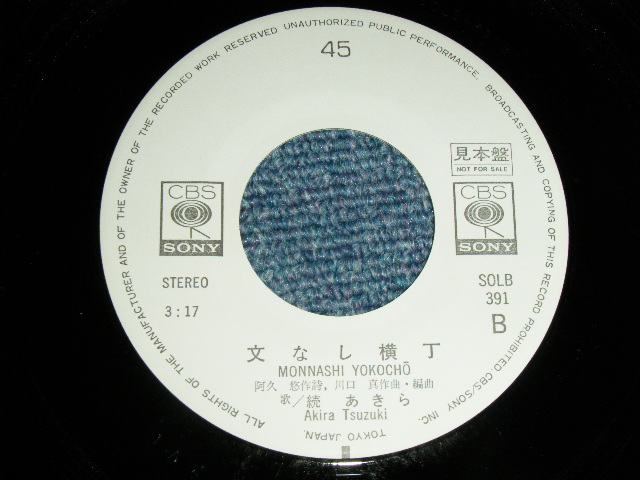 ALL RIGHTS OF THE MANUFACTURER AND OF THE OWNER OF THE RECORDED WORK RESERVED UNAUTHORIZED PUBLIC PERFORMANCE, BROADCASTING AND COPYING OF THIS RECORD PROHIBITED CBS/SONY INC. TOKYO JAPAN.
45
見本盤
NOT FOR SALE
CBS
SONY
CBS
SONY
STEREO
3:17
SOLB
391
B
文なし横丁
MONNASHI YOKOCHŌ
阿久 悠作詩, 川口 真作曲・編曲
歌/続 あきら
Akira Tsuzuki